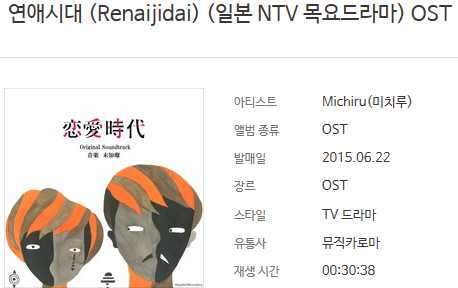 연애시대 (Renaijidai) (일본 NTV 목요드라마) OST
恋愛時代
Original Soundtrack
音楽 未知瑠
아티스트 Michiru(미치루)
앨범 종류 OST
발매일 2015.06.22
장르 OST
스타일 TV 드라마
유통사 뮤직카로마
재생 시간 00:30:38